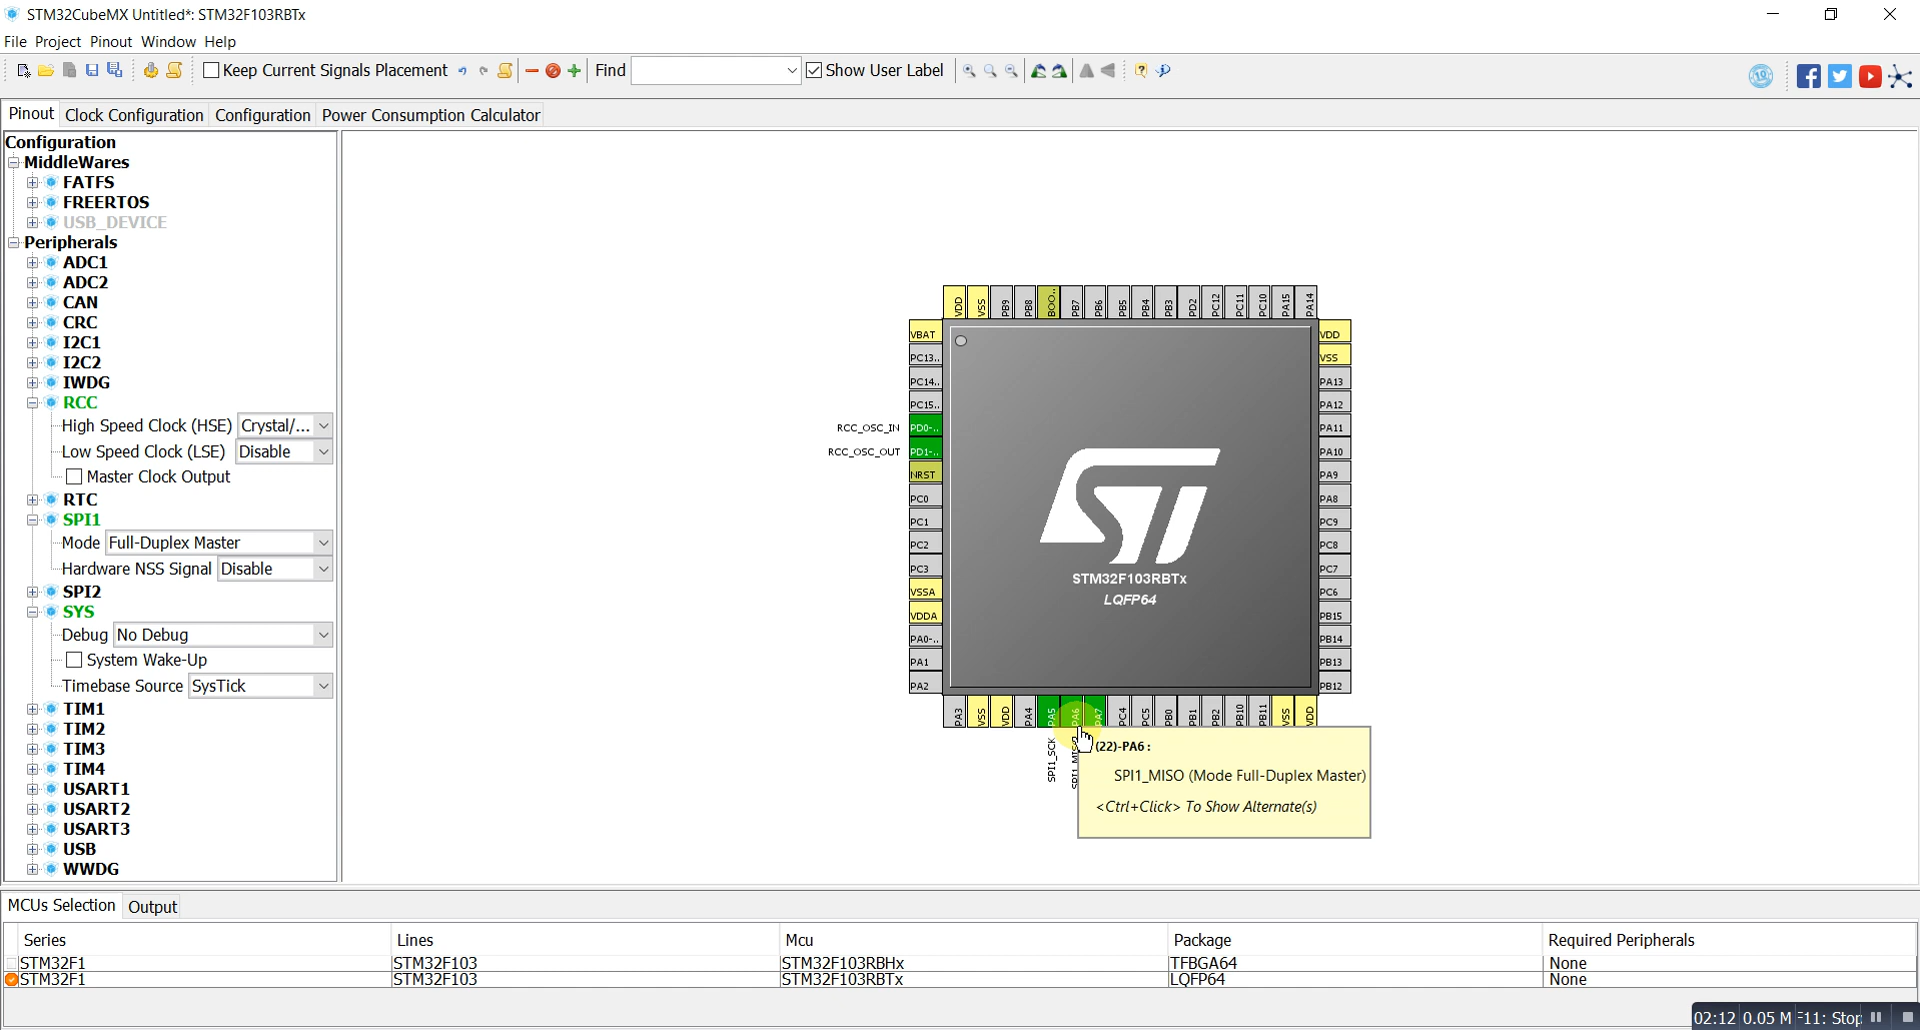 STM32CubeMX Untitled*: STM32F103RBTx
File Project Pinout Window Help
Keep Current Signals Placement
Find
Show User Label
19
?
Pinout Clock Configuration Configuration Power Consumption Calculator
Configuration
MiddleWares
FATFS
FREERTOS
USB_DEVICE
Peripherals
ADC1
ADC2
CAN
CRC
I2C1
I2C2
IWDG
RCC
High Speed Clock (HSE) Crystal/...
Low Speed Clock (LSE) Disable
Master Clock Output
RTC
SPI1
Mode Full-Duplex Master
Hardware NSS Signal Disable
SPI2
SYS
Debug No Debug
System Wake-Up
Timebase Source SysTick
TIM1
TIM2
TIM3
TIM4
USART1
USART2
USART3
USB
WWDG
VDD VSS PB9 PB8 BOO.. PB7 PB6 PB5 PB4 PB3 PD2 PC12 PC11 PC10 PA15 PA14
VBAT
PC13..
PC14..
PC15..
RCC_OSC_IN PD0-..
RCC_OSC_OUT PD1-..
NRST
PC0
PC1
PC2
PC3
VSSA
VDDA
PA0-..
PA1
PA2
VDD
VSS
PA13
PA12
PA11
PA10
PA9
PA8
PC9
PC8
PC7
PC6
PB15
PB14
PB13
PB12
ST
STM32F103RBTx
LQFP64
PA3 VSS VDD PA4 PA5 PA6 PA7 PC4 PC5 PB0 PB1 PB2 PB10 PB11 VSS VDD
SPI1_SCK
(22)-PA6 :
SPI1_MISO (Mode Full-Duplex Master)
<Ctrl+Click> To Show Alternate(s)
MCUs Selection Output
Series Lines Mcu Package Required Peripherals
STM32F1 STM32F103 STM32F103RBHx TFBGA64 None
STM32F1 STM32F103 STM32F103RBTx LQFP64 None
02:12 0.05 M F11: Stop